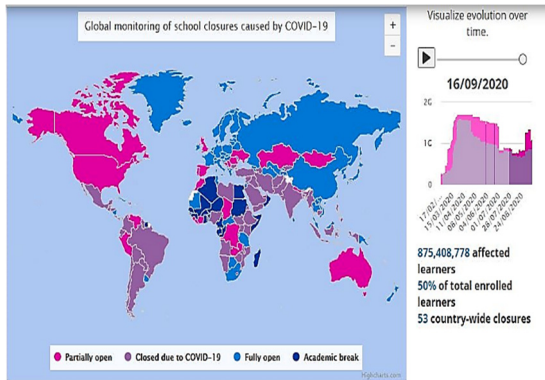 Global monitoring of school closures caused by COVID-19
+
−
Partially open
Closed due to COVID-19
Fully open
Academic break
Highcharts.com
Visualize evolution over
time.
16/09/2020
2G
1G
0
17/02/...
15/03/2020
11/04/2020
08/05/2020
04/06/2020
01/07/2020
28/07/2020
24/08/2020
875,408,778 affected
learners
50% of total enrolled
learners
53 country-wide closures